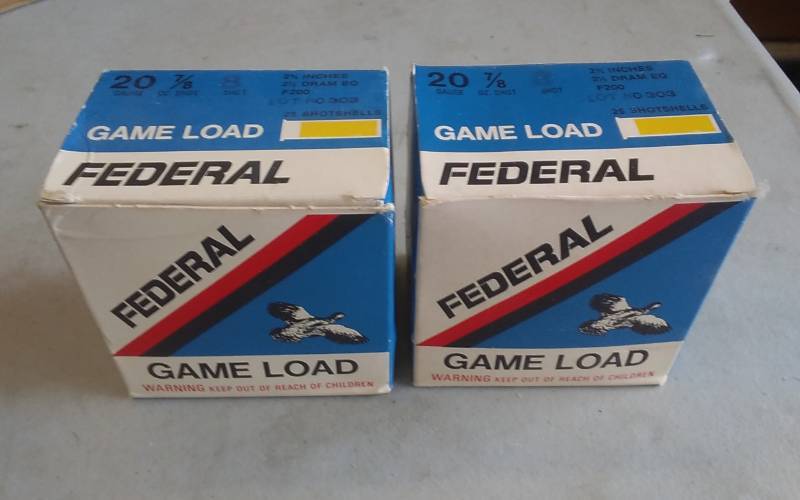 20 7/8 8
GAUGE OZ. SHOT SHOT
2¾ INCHES
2½ DRAM EQ
F200
LOT NO 303
25 SHOTSHELLS
GAME LOAD
FEDERAL
FEDERAL
GAME LOAD
WARNING KEEP OUT OF REACH OF CHILDREN
20 7/8 8
GAUGE OZ. SHOT SHOT
2¾ INCHES
2½ DRAM EQ
F200
LOT NO 303
25 SHOTSHELLS
GAME LOAD
FEDERAL
FEDERAL
GAME LOAD
WARNING KEEP OUT OF REACH OF CHILDREN